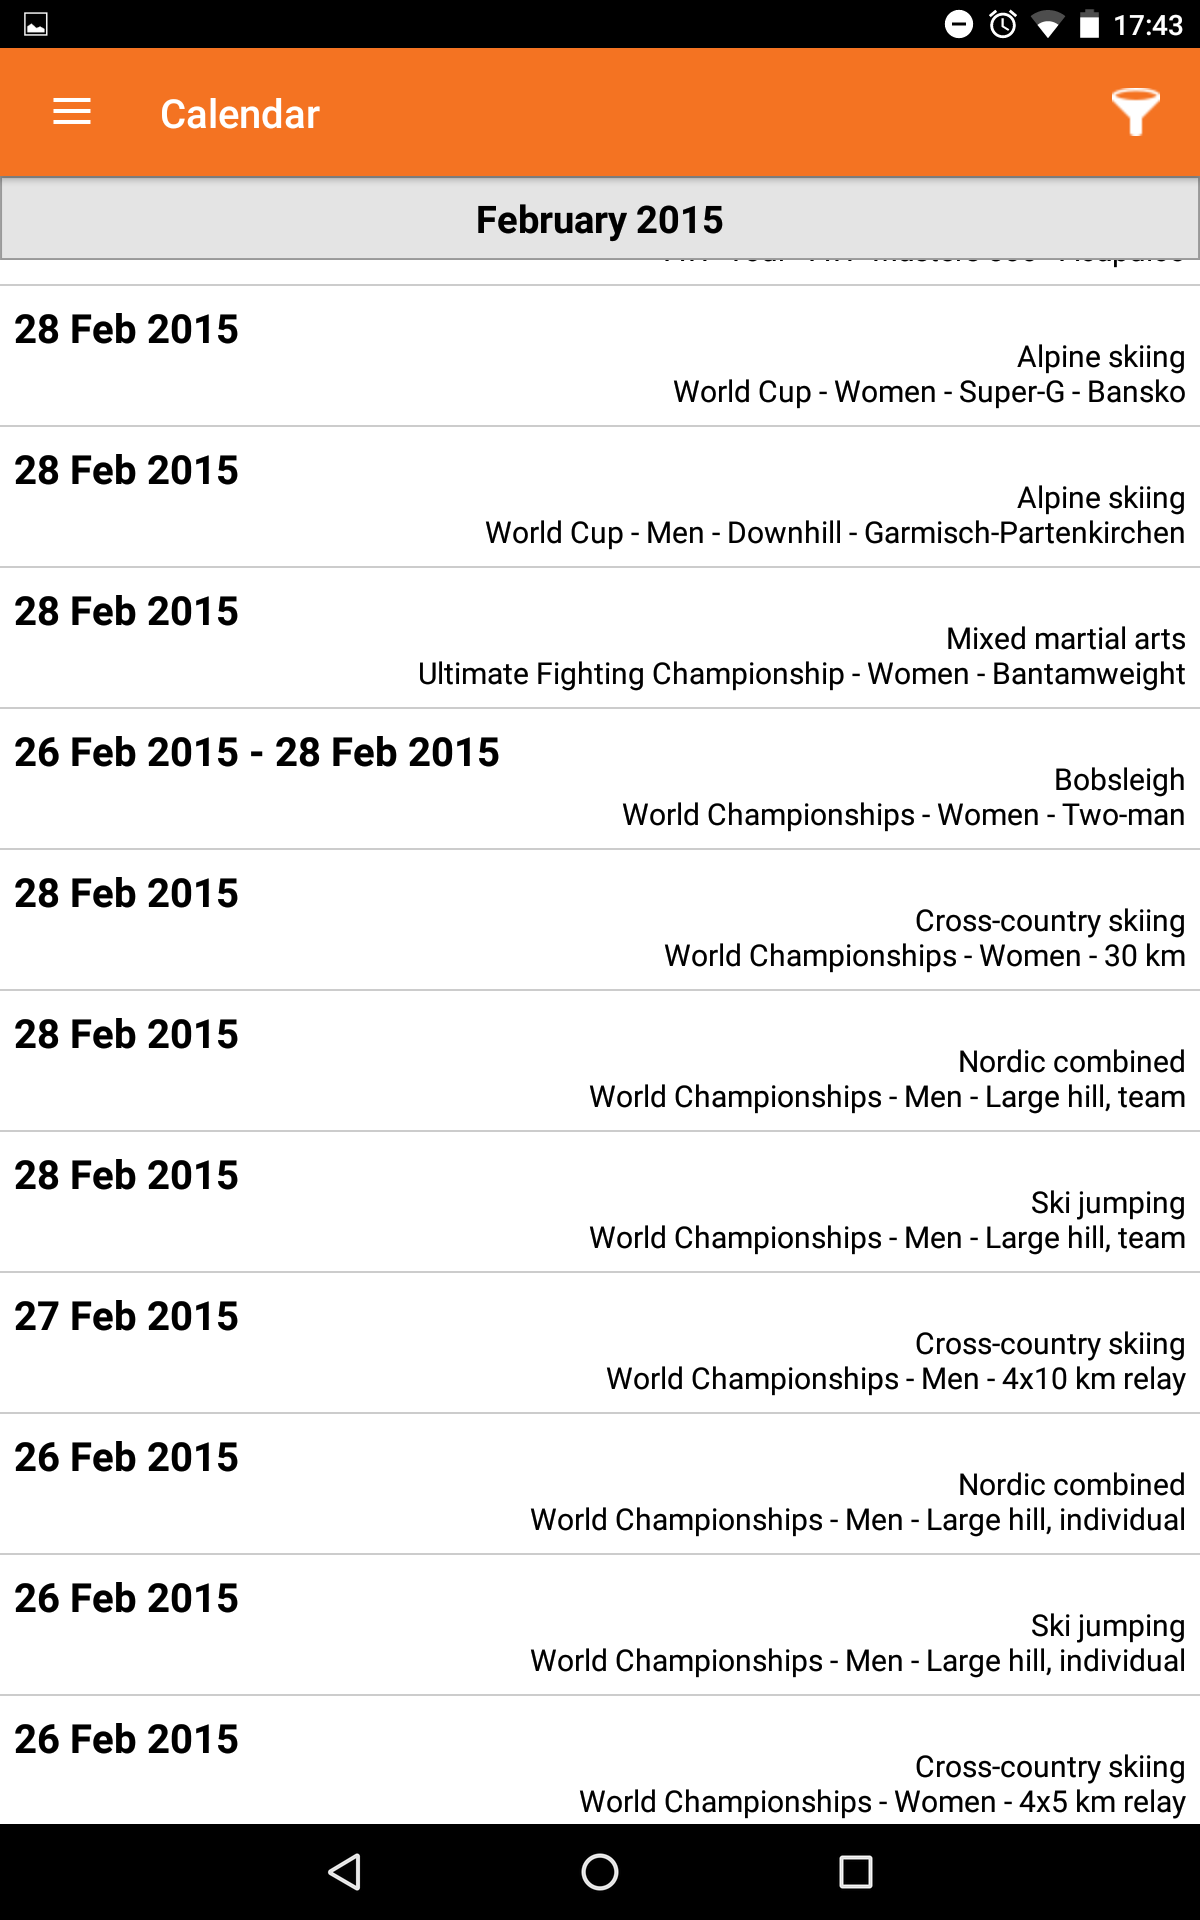 17:43
Calendar
February 2015
28 Feb 2015
Alpine skiing
World Cup - Women - Super-G - Bansko
28 Feb 2015
Alpine skiing
World Cup - Men - Downhill - Garmisch-Partenkirchen
28 Feb 2015
Mixed martial arts
Ultimate Fighting Championship - Women - Bantamweight
26 Feb 2015 - 28 Feb 2015
Bobsleigh
World Championships - Women - Two-man
28 Feb 2015
Cross-country skiing
World Championships - Women - 30 km
28 Feb 2015
Nordic combined
World Championships - Men - Large hill, team
28 Feb 2015
Ski jumping
World Championships - Men - Large hill, team
27 Feb 2015
Cross-country skiing
World Championships - Men - 4x10 km relay
26 Feb 2015
Nordic combined
World Championships - Men - Large hill, individual
26 Feb 2015
Ski jumping
World Championships - Men - Large hill, individual
26 Feb 2015
Cross-country skiing
World Championships - Women - 4x5 km relay